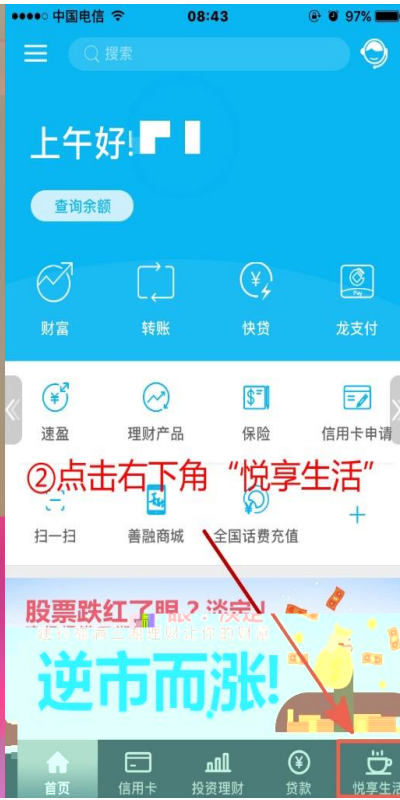 中国电信 08:43 97%
搜索
上午好!
查询余额
财富 转账 快贷 龙支付
速盈 理财产品 保险 信用卡申请
②点击右下角“悦享生活”
扫一扫 善融商城 全国话费充值
股票跌红了眼?淡定!
逆市而涨!
首页 信用卡 投资理财 贷款 悦享生活